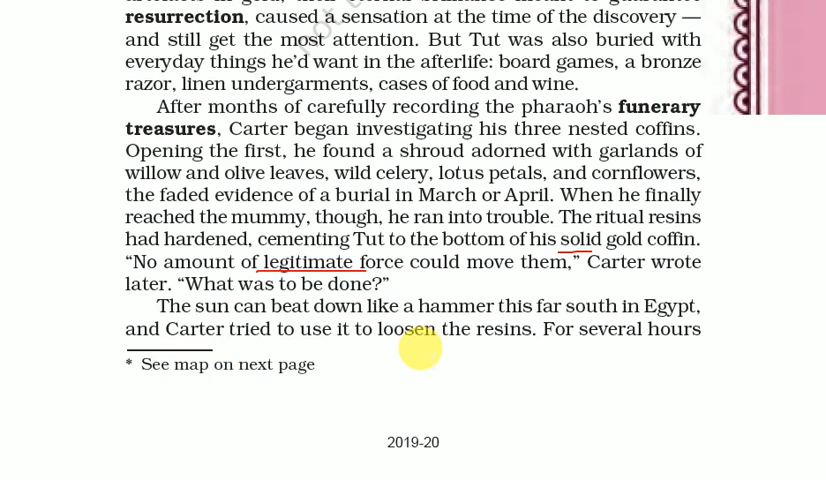 resurrection, caused a sensation at the time of the discovery —
and still get the most attention. But Tut was also buried with
everyday things he'd want in the afterlife: board games, a bronze
razor, linen undergarments, cases of food and wine.
After months of carefully recording the pharaoh's funerary
treasures, Carter began investigating his three nested coffins.
Opening the first, he found a shroud adorned with garlands of
willow and olive leaves, wild celery, lotus petals, and cornflowers,
the faded evidence of a burial in March or April. When he finally
reached the mummy, though, he ran into trouble. The ritual resins
had hardened, cementing Tut to the bottom of his solid gold coffin.
“No amount of legitimate force could move them,” Carter wrote
later. “What was to be done?”
The sun can beat down like a hammer this far south in Egypt,
and Carter tried to use it to loosen the resins. For several hours
* See map on next page
2019-20